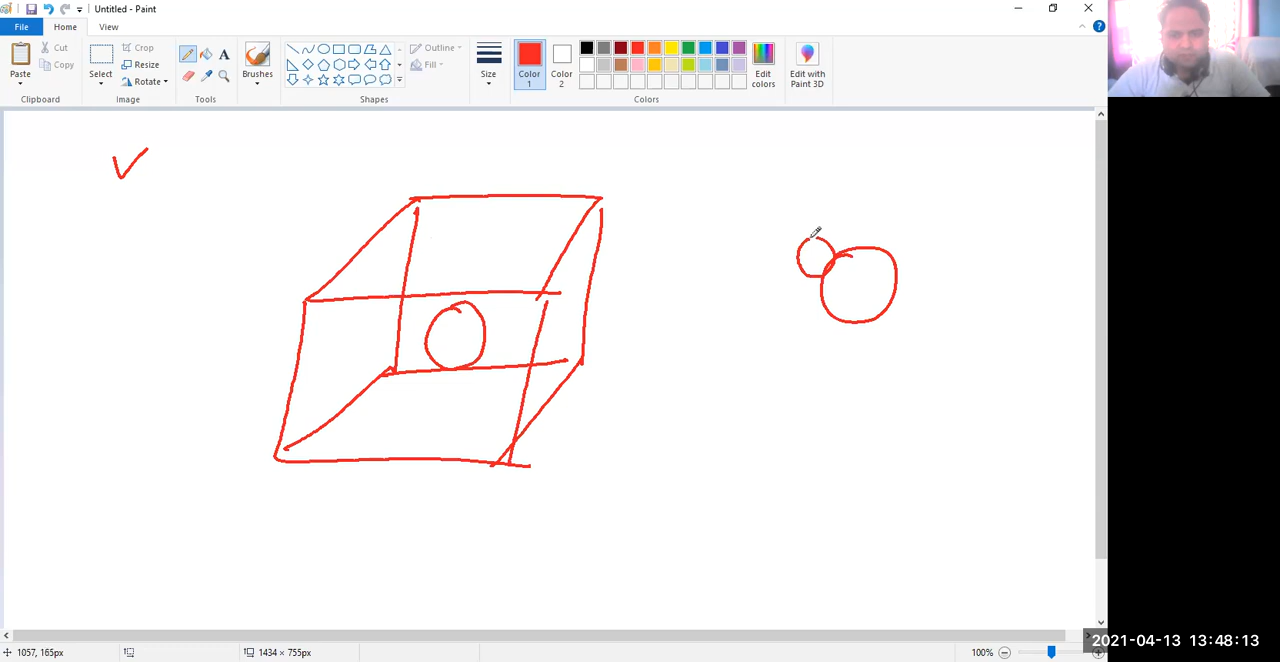 Untitled - Paint
File Home View
Paste
Cut
Copy
Clipboard
Select
Crop
Resize
Rotate
Image
A
Tools
Brushes
Shapes
Outline
Fill
Size
Color 1
Color 2
Edit colors
Colors
Edit with Paint 3D
1057, 165px
1434 × 755px
100%
2021-04-13 13:48:13